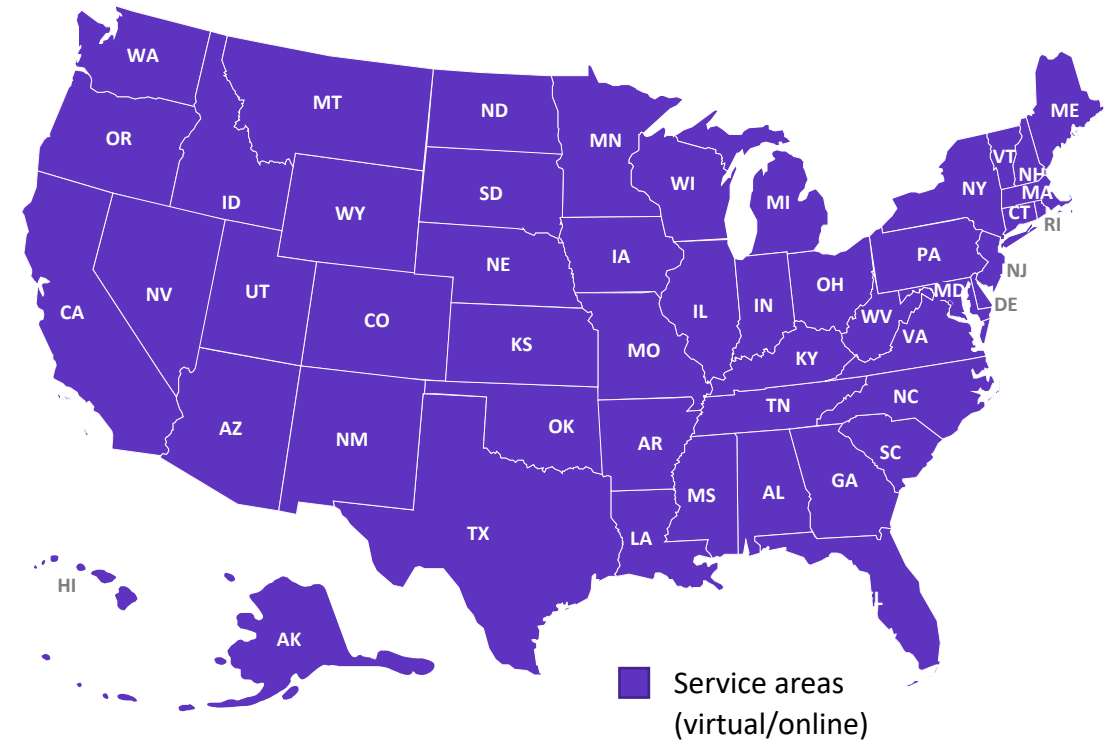 WA
MT
ND
MN
ME
OR
ID
WY
SD
WI
MI
NY
VT
NH
MA
CT
RI
NV
UT
CO
NE
IA
IL
IN
OH
PA
NJ
MD
DE
CA
KS
MO
KY
WV
VA
AZ
NM
OK
AR
TN
NC
SC
TX
LA
MS
AL
GA
FL
HI
AK
Service areas
(virtual/online)